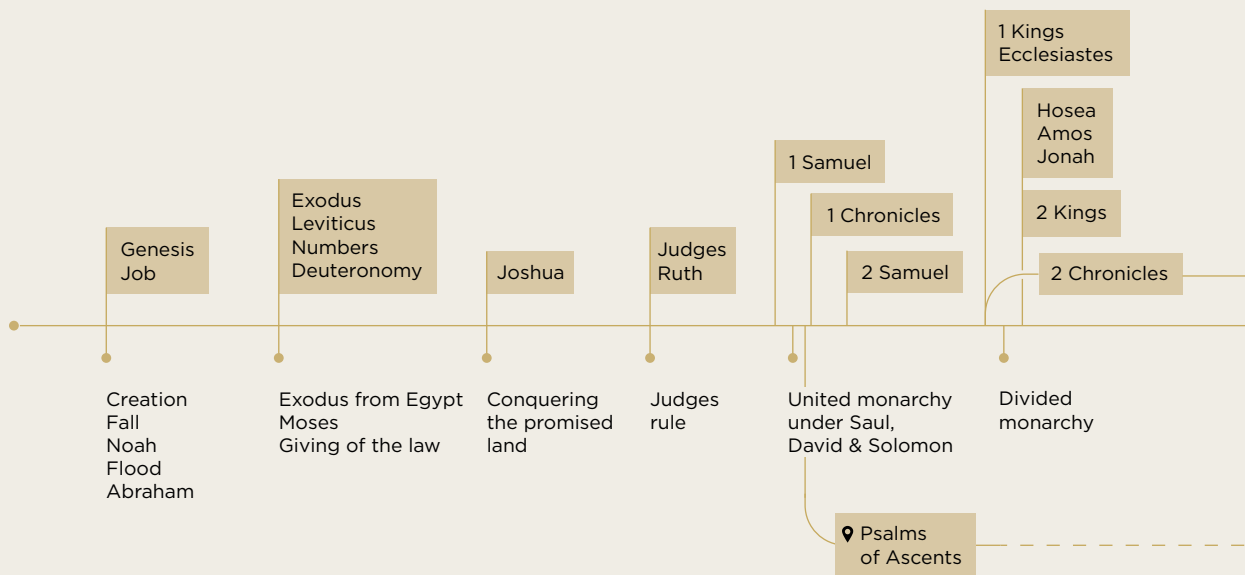 1 Kings
Ecclesiastes
Hosea
Amos
Jonah
1 Samuel
Exodus
Leviticus
Numbers
Deuteronomy
1 Chronicles
2 Kings
Genesis
Job
Joshua
Judges
Ruth
2 Samuel
2 Chronicles
Creation
Fall
Noah
Flood
Abraham
Exodus from Egypt
Moses
Giving of the law
Conquering
the promised
land
Judges
rule
United monarchy
under Saul,
David & Solomon
Divided
monarchy
Psalms
of Ascents